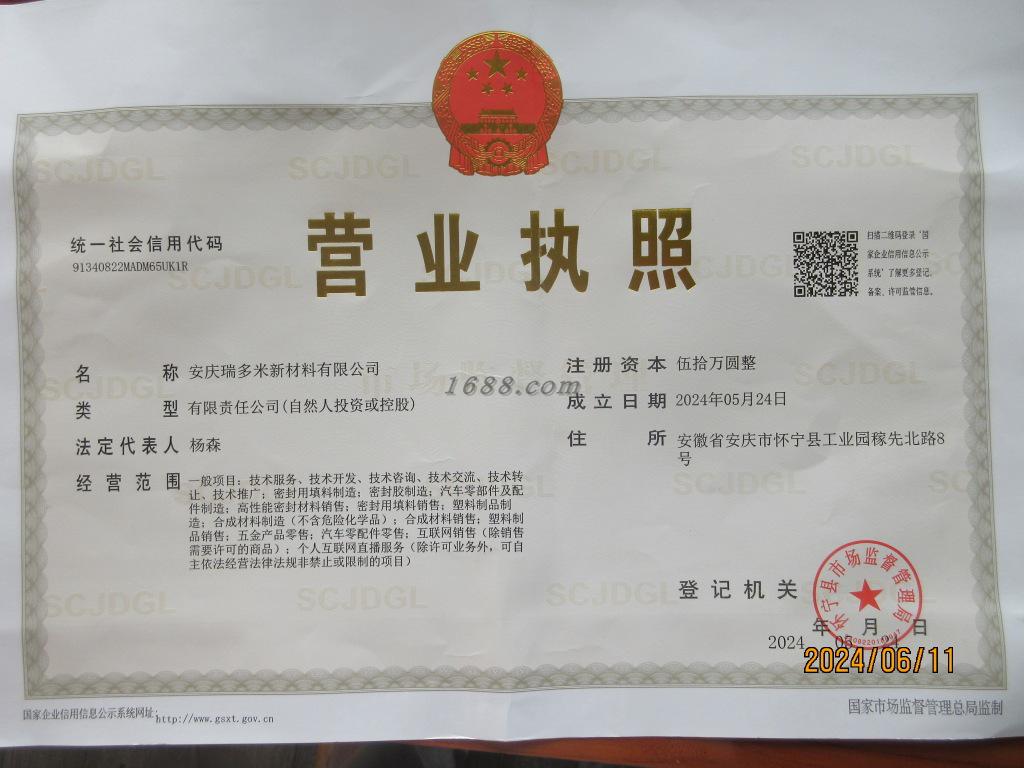 营业执照
统一社会信用代码
91340822MADM65UK1R
扫描二维码登录‘国
家企业信用信息公示
系统’了解更多登记、
备案、许可监管信息。
名称 安庆瑞多米新材料有限公司
类型 有限责任公司(自然人投资或控股)
法定代表人 杨森
经营范围 一般项目：技术服务、技术开发、技术咨询、技术交流、技术转
让、技术推广；密封用填料制造；密封胶制造；汽车零部件及配
件制造；高性能密封材料销售；密封用填料销售；塑料制品制
造；合成材料制造（不含危险化学品）；合成材料销售；塑料制
品销售；五金产品零售；汽车零配件零售；互联网销售（除销售
需要许可的商品）；个人互联网直播服务（除许可业务外，可自
主依法经营法律法规非禁止或限制的项目）
注册资本 伍拾万圆整
成立日期 2024年05月24日
住所 安徽省安庆市怀宁县工业园稼先北路8
号
1688.com
登记机关
怀宁县市场监督管理局
年月日
2024 05 24
2024/06/11
国家企业信用信息公示系统网址：http://www.gsxt.gov.cn
国家市场监督管理总局监制
SCJDGL
SCJDGL
SCJDGL
SCJDGL
SCJDGL
SCJDGL
SCJDGL
SCJDGL
SCJDGL
市场监督管理